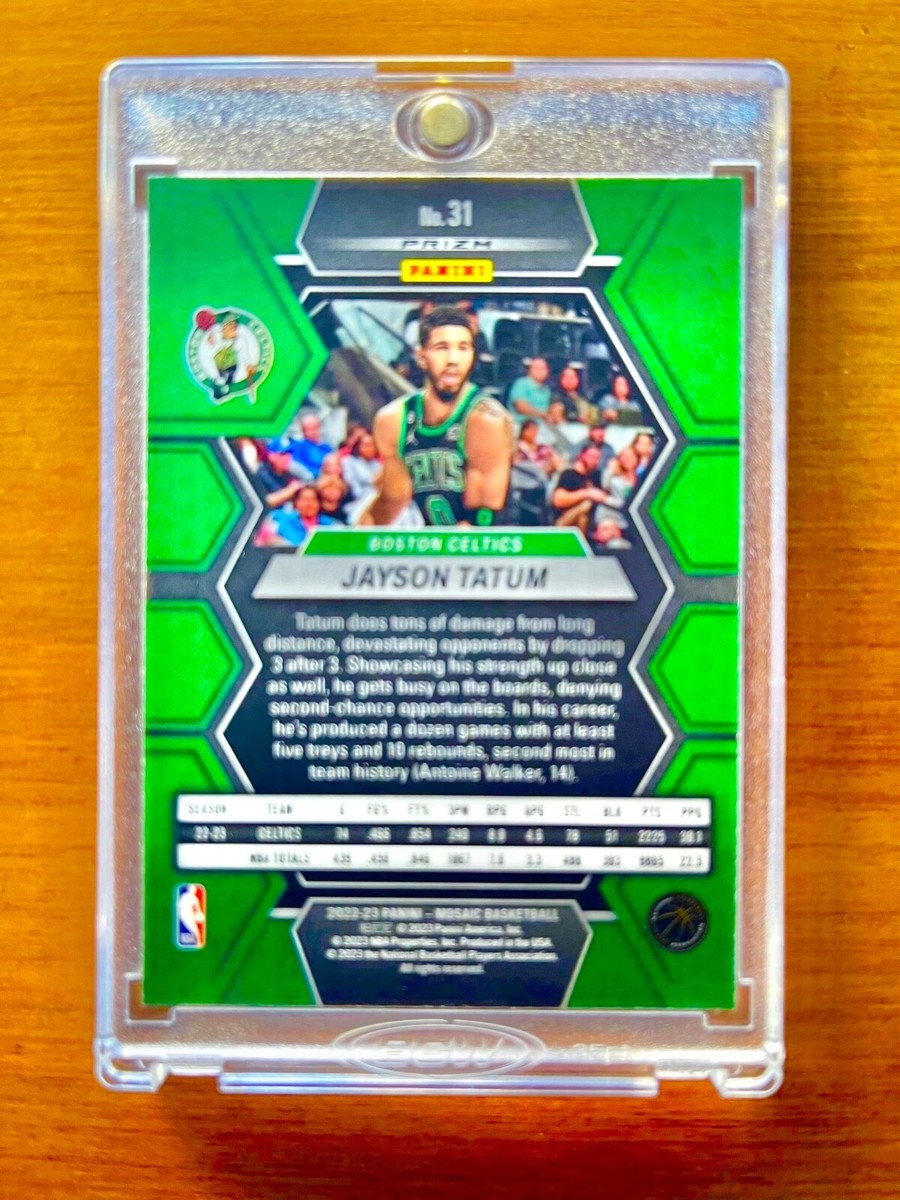 No. 31
PRIZM
PANINI
CELTICS
0
BOSTON CELTICS
JAYSON TATUM
Tatum does tons of damage from long
distance, devastating opponents by dropping
3 after 3. Showcasing his strength up close
as well, he gets busy on the boards, denying
second-chance opportunities. In his career,
he's produced a dozen games with at least
five treys and 10 rebounds, second most in
team history (Antoine Walker, 14).
SEASON TEAM G FG% FT% 3PM RPG APG STL BLK PTS PPG
22-23 CELTICS 74 .466 .854 240 8.8 4.6 78 51 2225 30.1
NBA TOTALS
2022-23 PANINI – MOSAIC BASKETBALL
© 2023 Panini America, Inc.
© 2023 NBA Properties, Inc. Produced in the USA.
© 2023 the National Basketball Players Association.
All rights reserved.
BCW